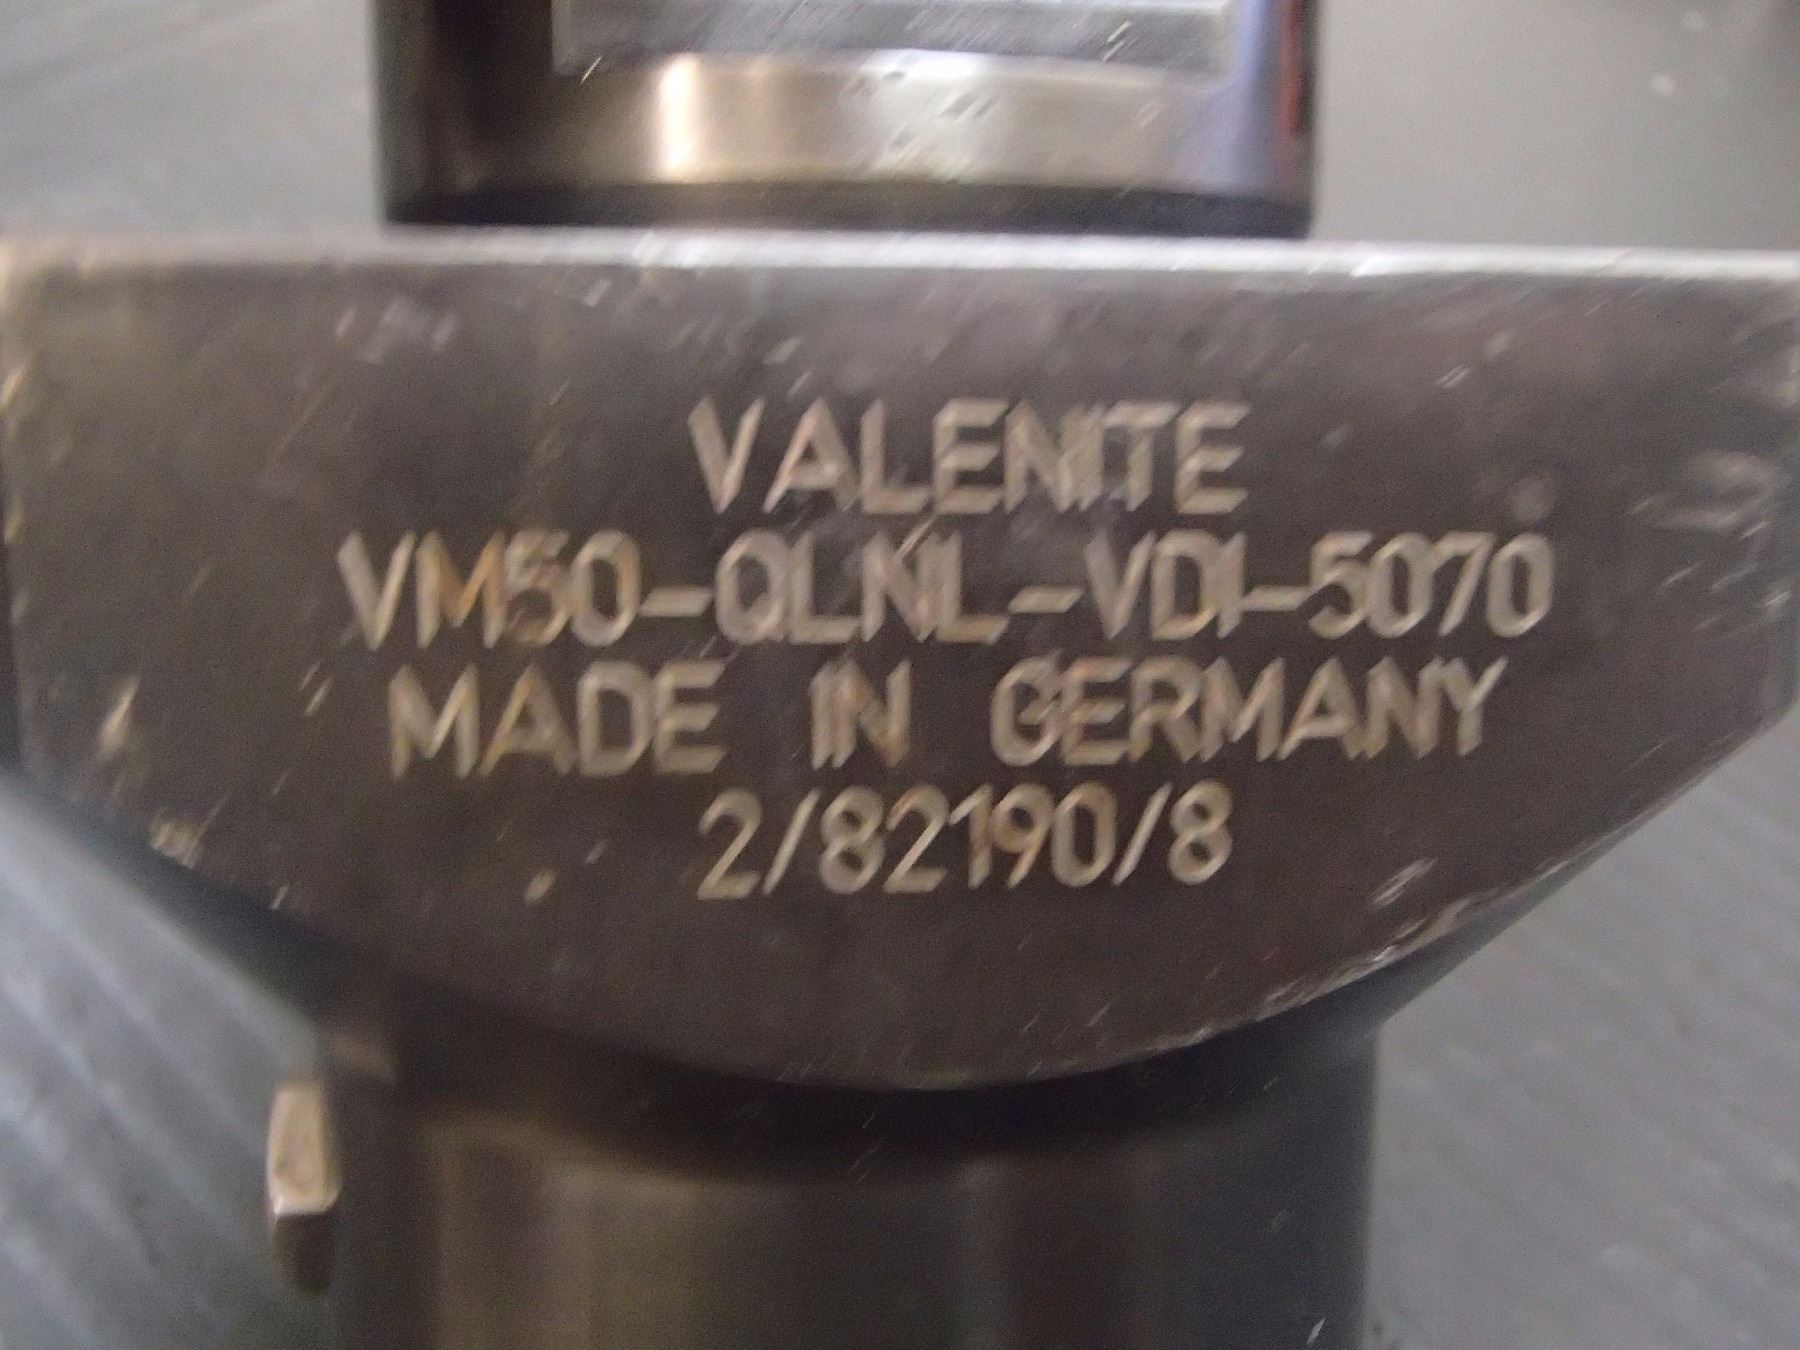 VALENITE
VM50-QLNL-VDI-5070
MADE IN GERMANY
2/82190/8